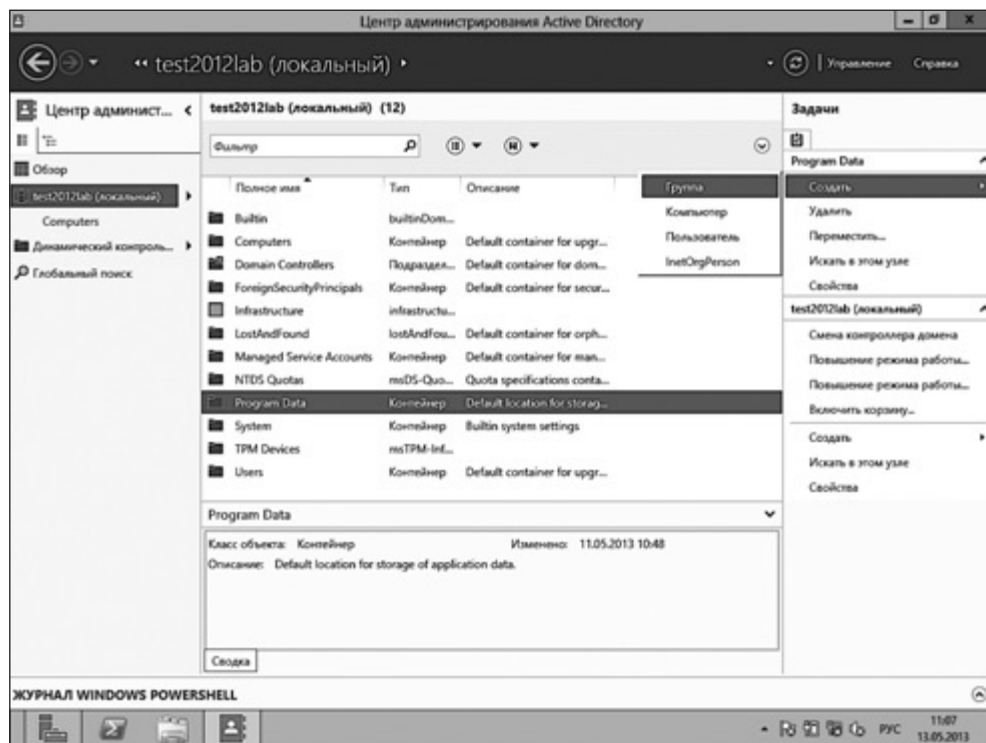 Центр администрирования Active Directory
test2012lab (локальный)
Управление Справка
Центр админист...
Обзор
test2012lab (локальный)
Computers
Динамический контроль...
Глобальный поиск
test2012lab (локальный) (12)
Фильтр
Полное имя Тип Описание
Builtin builtinDom...
Computers Контейнер Default container for upgr...
Domain Controllers Подраздел... Default container for dom...
ForeignSecurityPrincipals Контейнер Default container for secur...
Infrastructure infrastructu...
LostAndFound lostAndFou... Default container for orph...
Managed Service Accounts Контейнер Default container for man...
NTDS Quotas msDS-Quo... Quota specifications conta...
Program Data Контейнер Default location for storag...
System Контейнер Builtin system settings
TPM Devices msTPM-Inf...
Users Контейнер Default container for upgr...
Группа
Компьютер
Пользователь
InetOrgPerson
Program Data
Класс объекта: Контейнер Изменено: 11.05.2013 10:48
Описание: Default location for storage of application data.
Сводка
Задачи
Program Data
Создать
Удалить
Переместить...
Искать в этом узле
Свойства
test2012lab (локальный)
Смена контроллера домена
Повышение режима работы...
Повышение режима работы...
Включить корзину...
Создать
Искать в этом узле
Свойства
ЖУРНАЛ WINDOWS POWERSHELL
РУС 11:07
13.05.2013